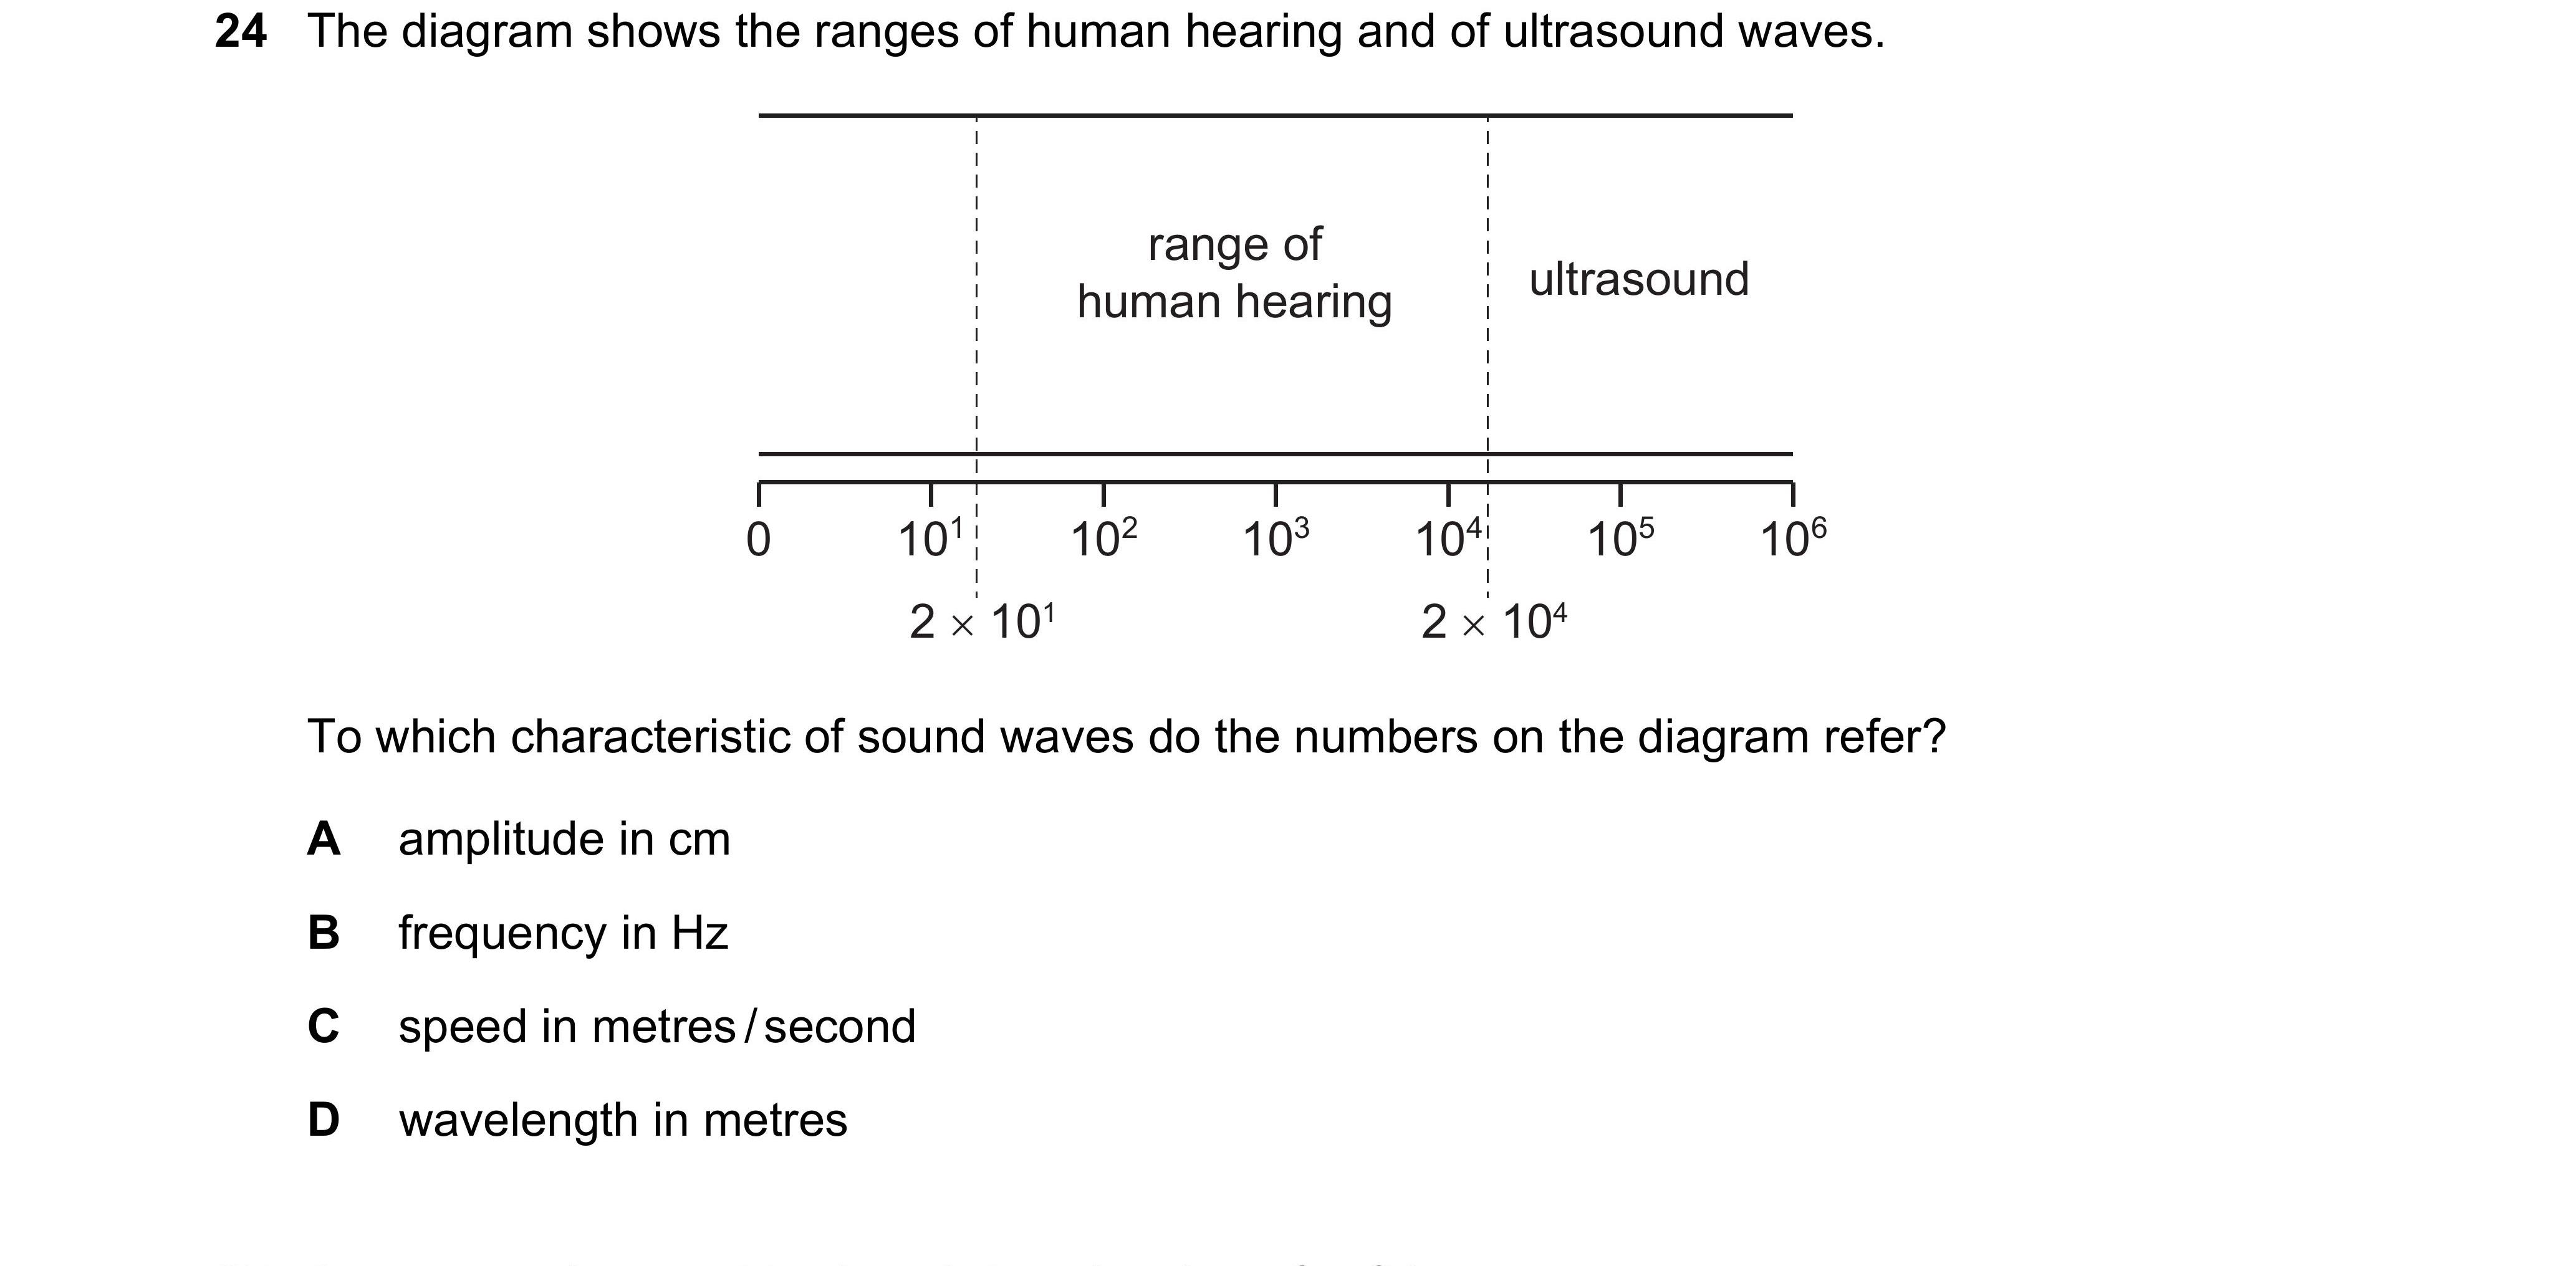 24 The diagram shows the ranges of human hearing and of ultrasound waves.
range of
human hearing
ultrasound
0 10¹ 10² 10³ 10⁴ 10⁵ 10⁶
2 × 10¹ 2 × 10⁴
To which characteristic of sound waves do the numbers on the diagram refer?
A amplitude in cm
B frequency in Hz
C speed in metres / second
D wavelength in metres